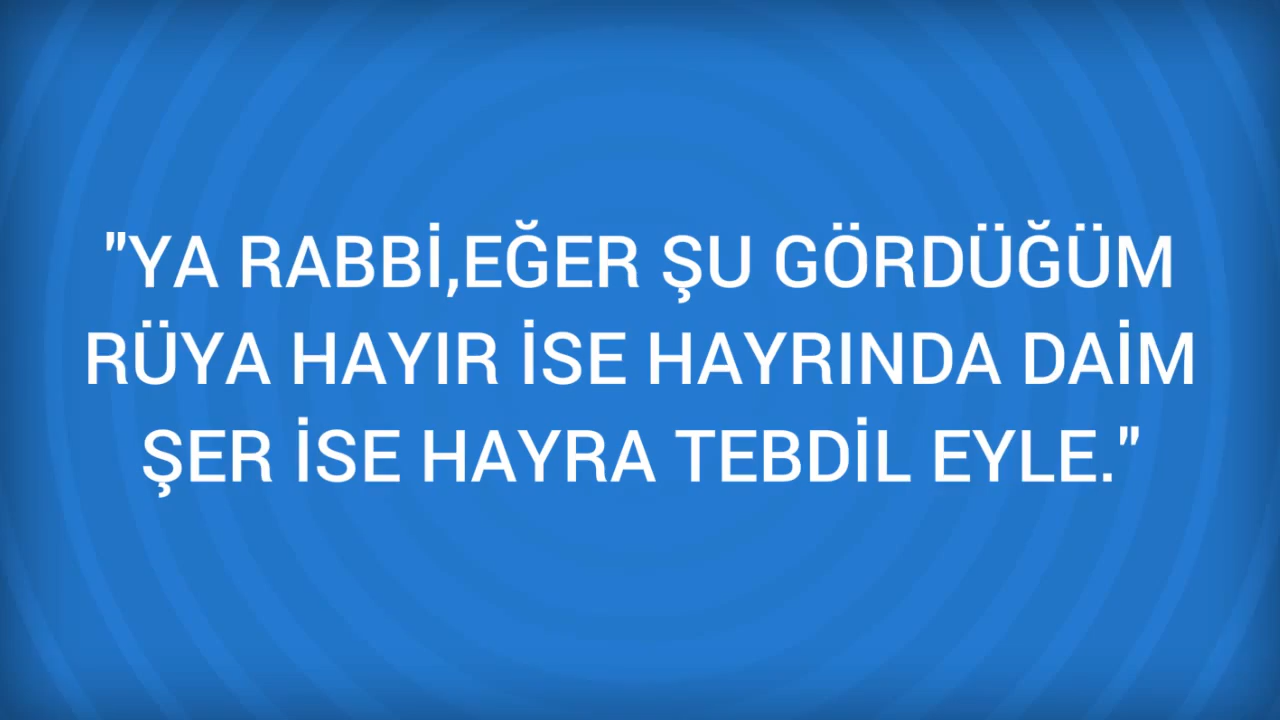 "YA RABBİ,EĞER ŞU GÖRDÜĞÜM
RÜYA HAYIR İSE HAYRINDA DAİM
ŞER İSE HAYRA TEBDİL EYLE."